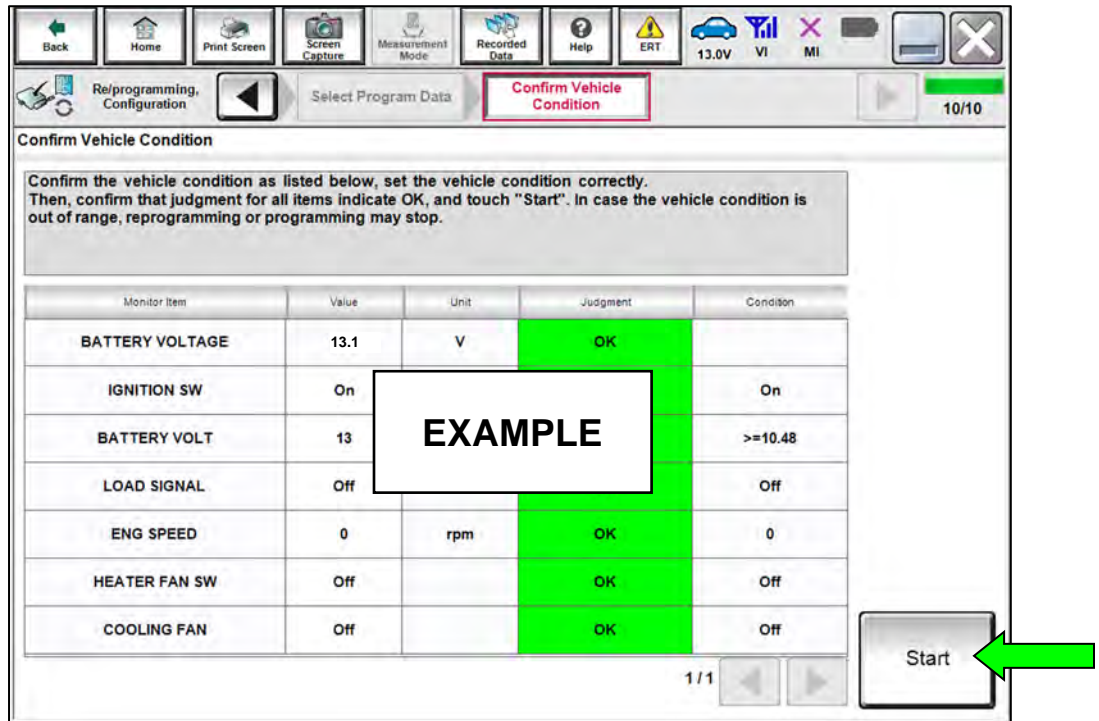 Back
Home
Print Screen
Screen
Capture
Measurement
Mode
Recorded
Data
Help
ERT
13.0V
VI
MI
Re/programming,
Configuration
Select Program Data
Confirm Vehicle
Condition
10/10
Confirm Vehicle Condition
Confirm the vehicle condition as listed below, set the vehicle condition correctly.
Then, confirm that judgment for all items indicate OK, and touch "Start". In case the vehicle condition is
out of range, reprogramming or programming may stop.
Monitor Item Value Unit Judgment Condition
BATTERY VOLTAGE 13.1 V OK
IGNITION SW On On
BATTERY VOLT 13 >=10.48
EXAMPLE
LOAD SIGNAL Off Off
ENG SPEED 0 rpm OK 0
HEATER FAN SW Off OK Off
COOLING FAN Off OK Off
Start
1/1